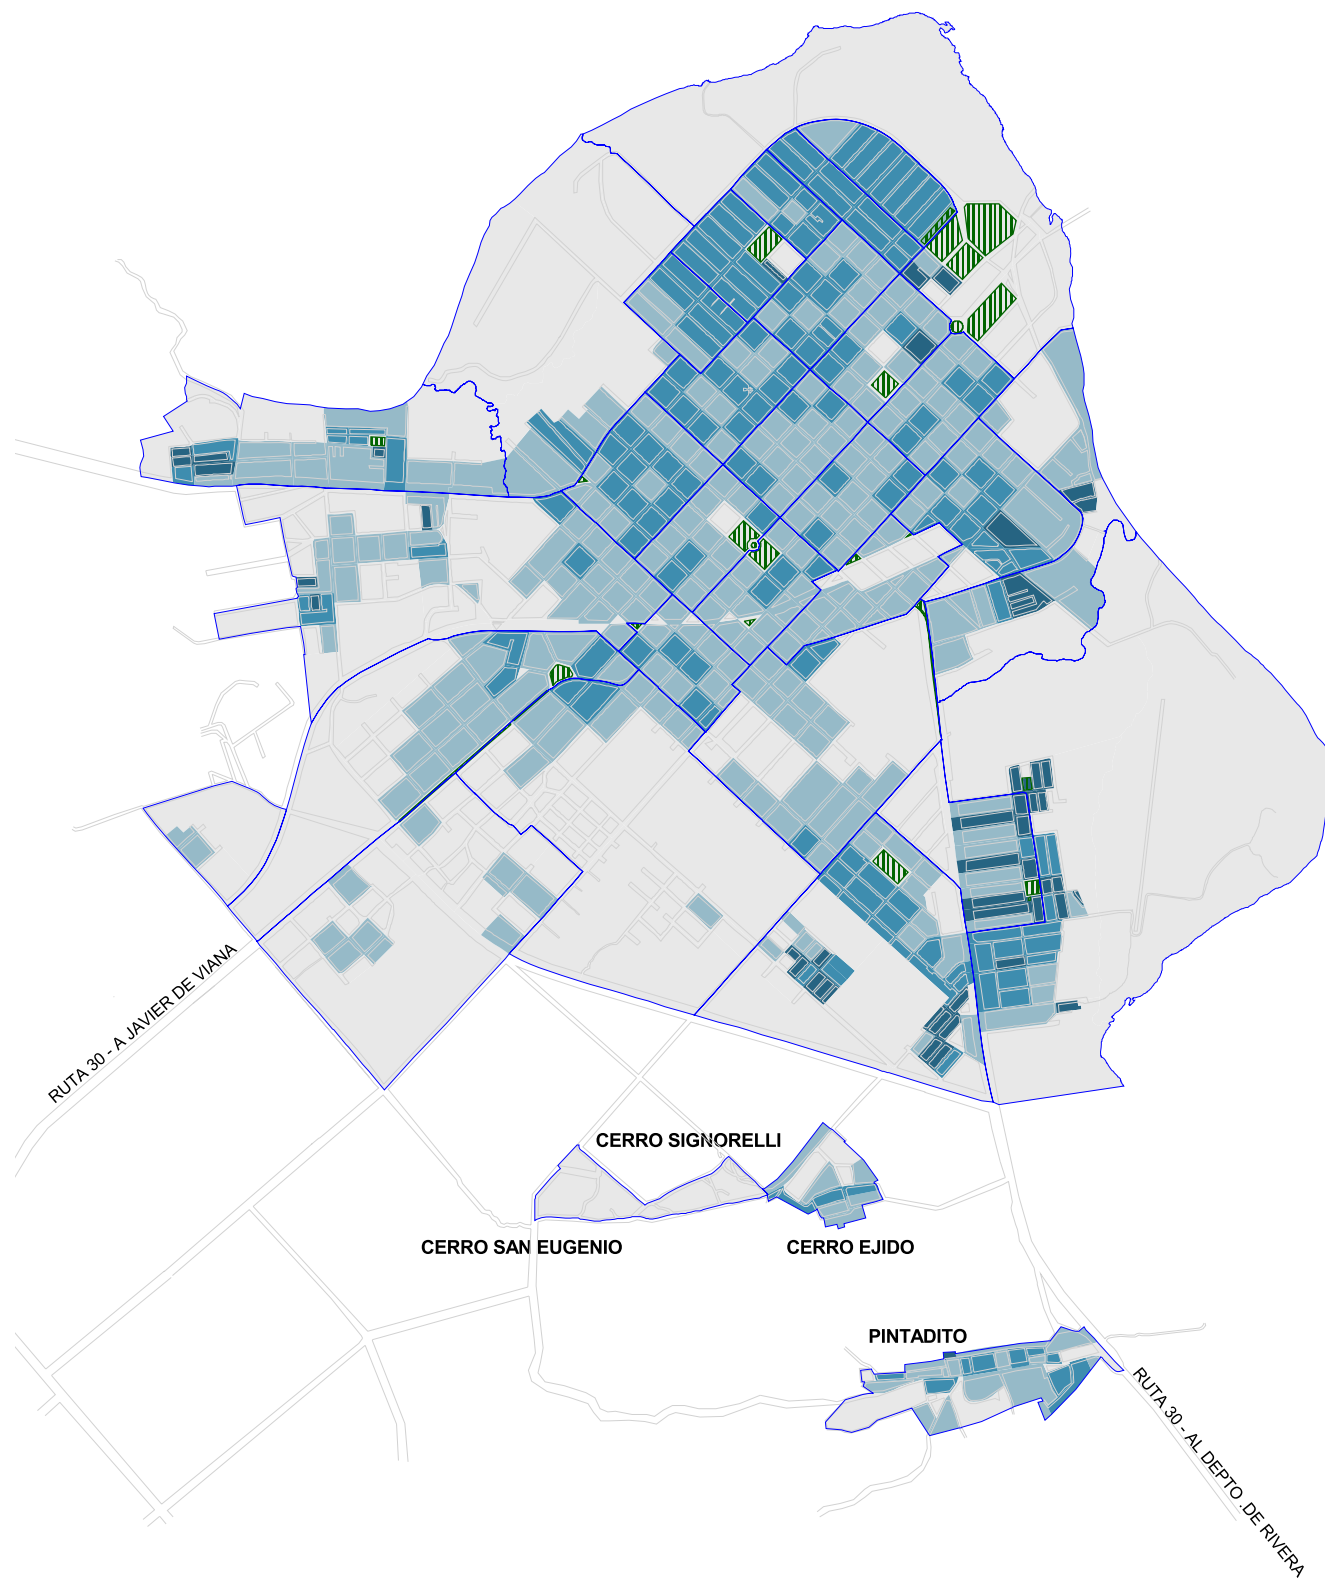 RUTA 30 - A JAVIER DE VIANA
CERRO SIGNORELLI
CERRO SAN EUGENIO
CERRO EJIDO
PINTADITO
RUTA 30 - AL DEPTO .DE RIVERA